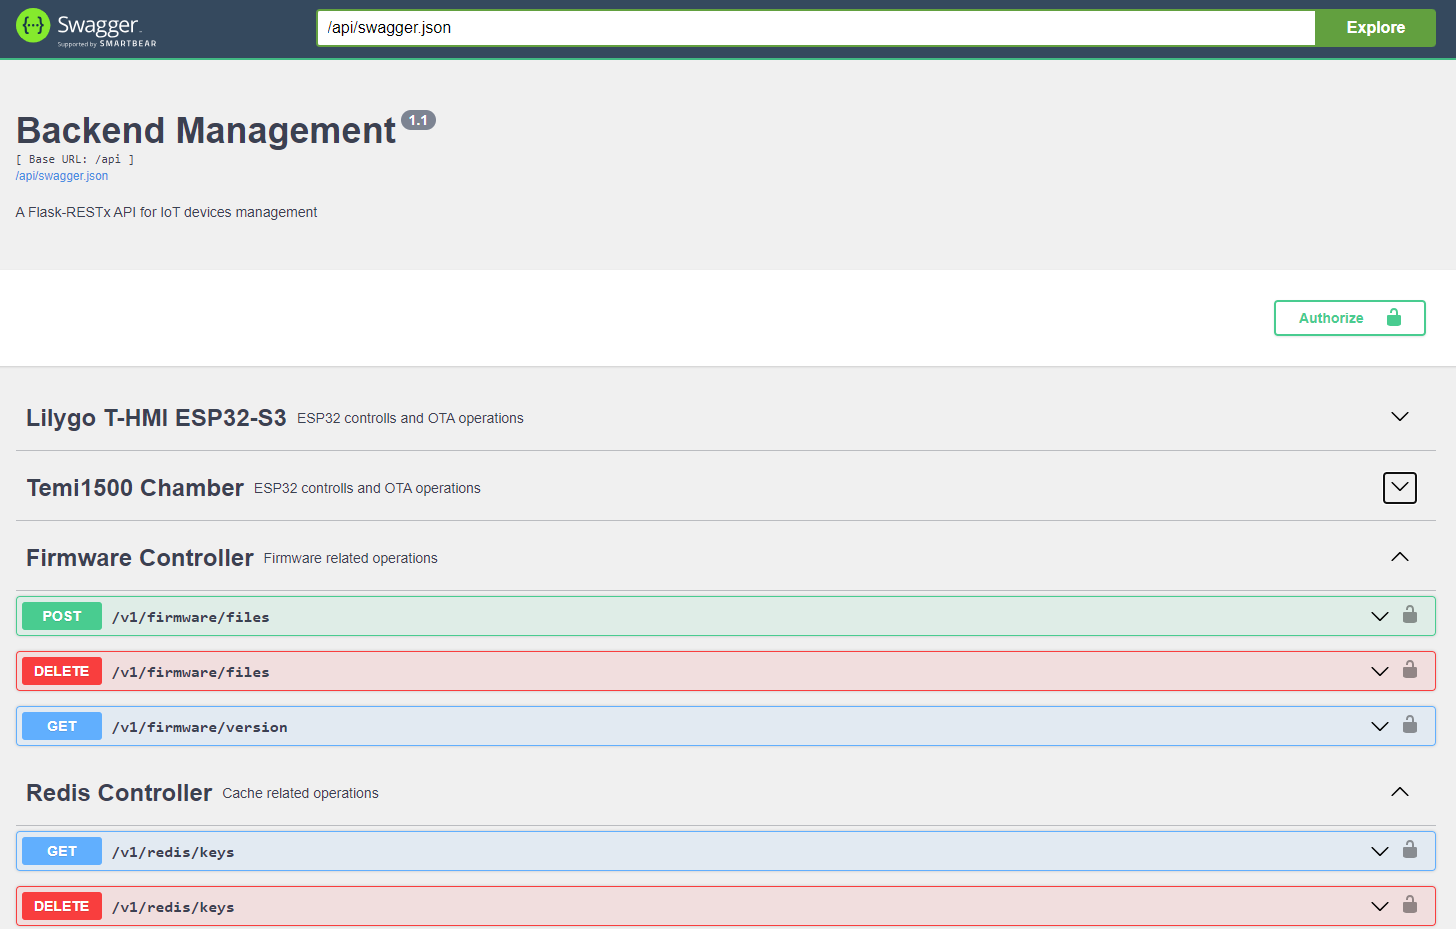 Swagger
Supported by SMARTBEAR
/api/swagger.json
Explore
Backend Management 1.1
[ Base URL: /api ]
/api/swagger.json
A Flask-RESTx API for IoT devices management
Authorize
Lilygo T-HMI ESP32-S3 ESP32 controlls and OTA operations
Temi1500 Chamber ESP32 controlls and OTA operations
Firmware Controller Firmware related operations
POST /v1/firmware/files
DELETE /v1/firmware/files
GET /v1/firmware/version
Redis Controller Cache related operations
GET /v1/redis/keys
DELETE /v1/redis/keys